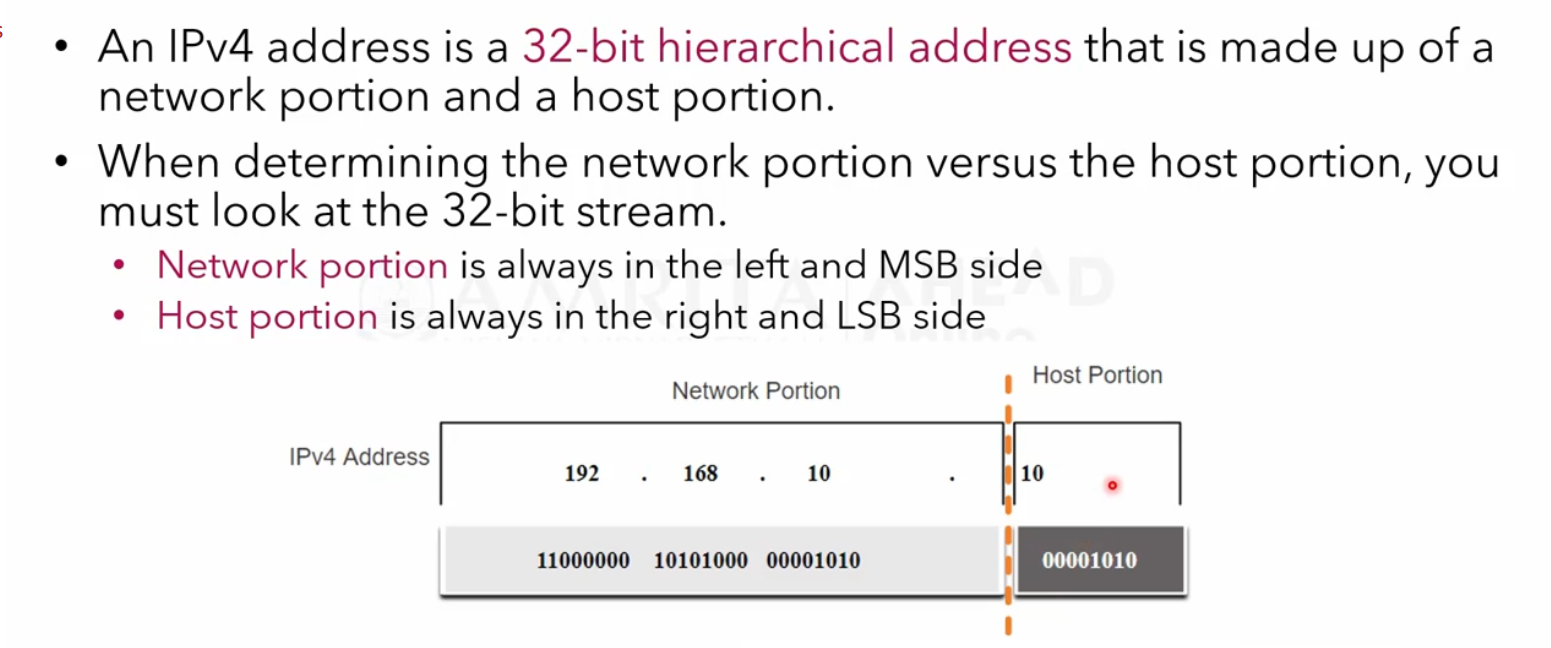 • An IPv4 address is a 32-bit hierarchical address that is made up of a
network portion and a host portion.
• When determining the network portion versus the host portion, you
must look at the 32-bit stream.
• Network portion is always in the left and MSB side
• Host portion is always in the right and LSB side
AMRITA AHEAD
Network Portion
Host Portion
IPv4 Address
192 . 168 . 10 . 10
11000000 10101000 00001010 00001010